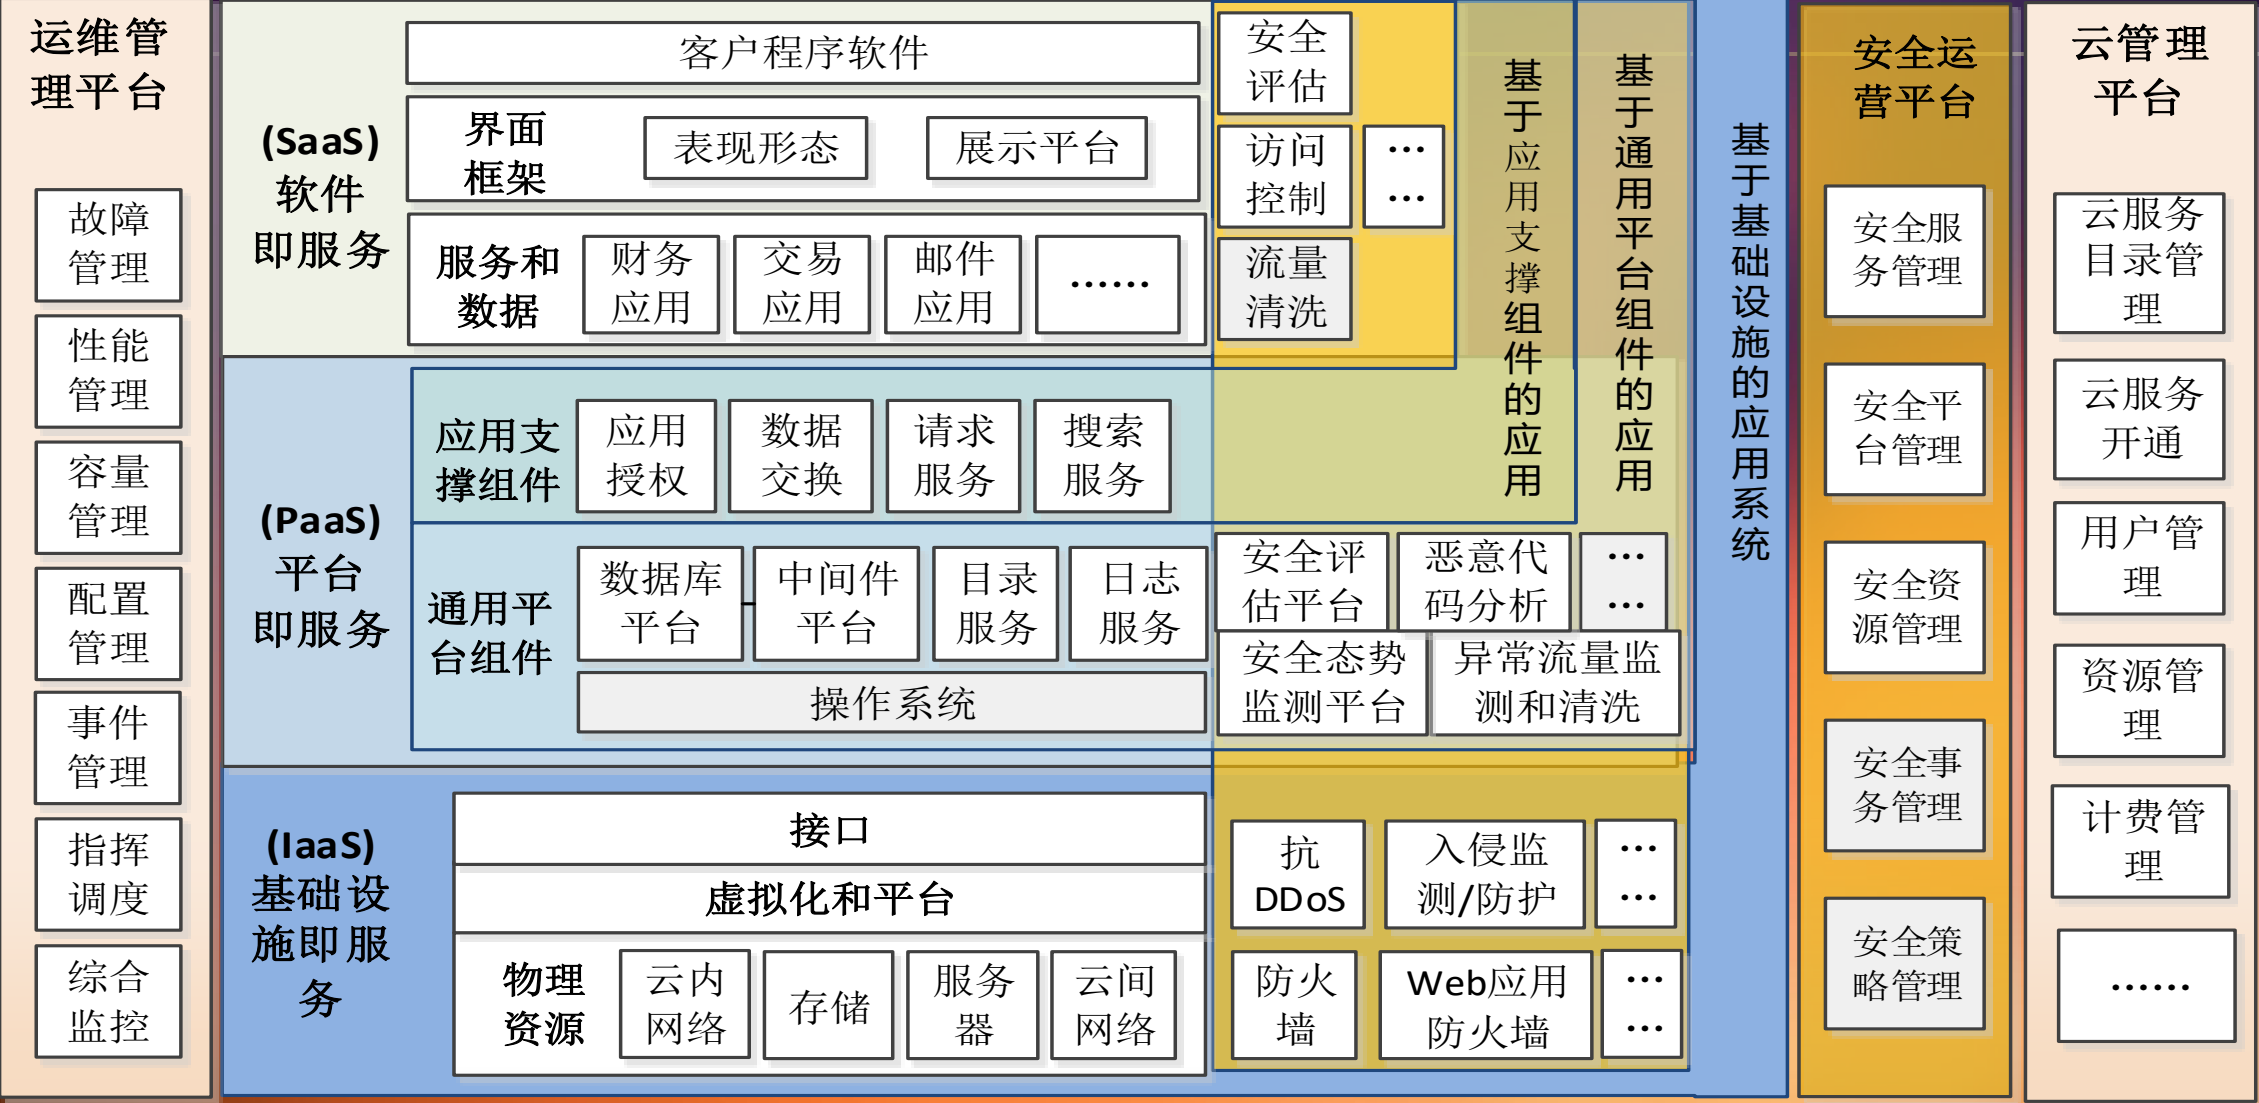 运维管
理平台
故障
管理
性能
管理
容量
管理
配置
管理
事件
管理
指挥
调度
综合
监控
(SaaS)
软件
即服务
客户程序软件
界面
框架
表现形态
展示平台
服务和
数据
财务
应用
交易
应用
邮件
应用
……
安全
评估
访问
控制
…
…
流量
清洗
基于应用支撑组件的应用
基于通用平台组件的应用
基于基础设施的应用系统
(PaaS)
平台
即服务
应用支
撑组件
应用
授权
数据
交换
请求
服务
搜索
服务
通用平
台组件
数据库
平台
中间件
平台
目录
服务
日志
服务
操作系统
安全评
估平台
恶意代
码分析
…
…
安全态势
监测平台
异常流量监
测和清洗
(IaaS)
基础设
施即服
务
接口
虚拟化和平台
物理
资源
云内
网络
存储
服务
器
云间
网络
抗
DDoS
入侵监
测/防护
…
…
防火
墙
Web应用
防火墙
…
…
安全运
营平台
安全服
务管理
安全平
台管理
安全资
源管理
安全事
务管理
安全策
略管理
云管理
平台
云服务
目录管
理
云服务
开通
用户管
理
资源管
理
计费管
理
……